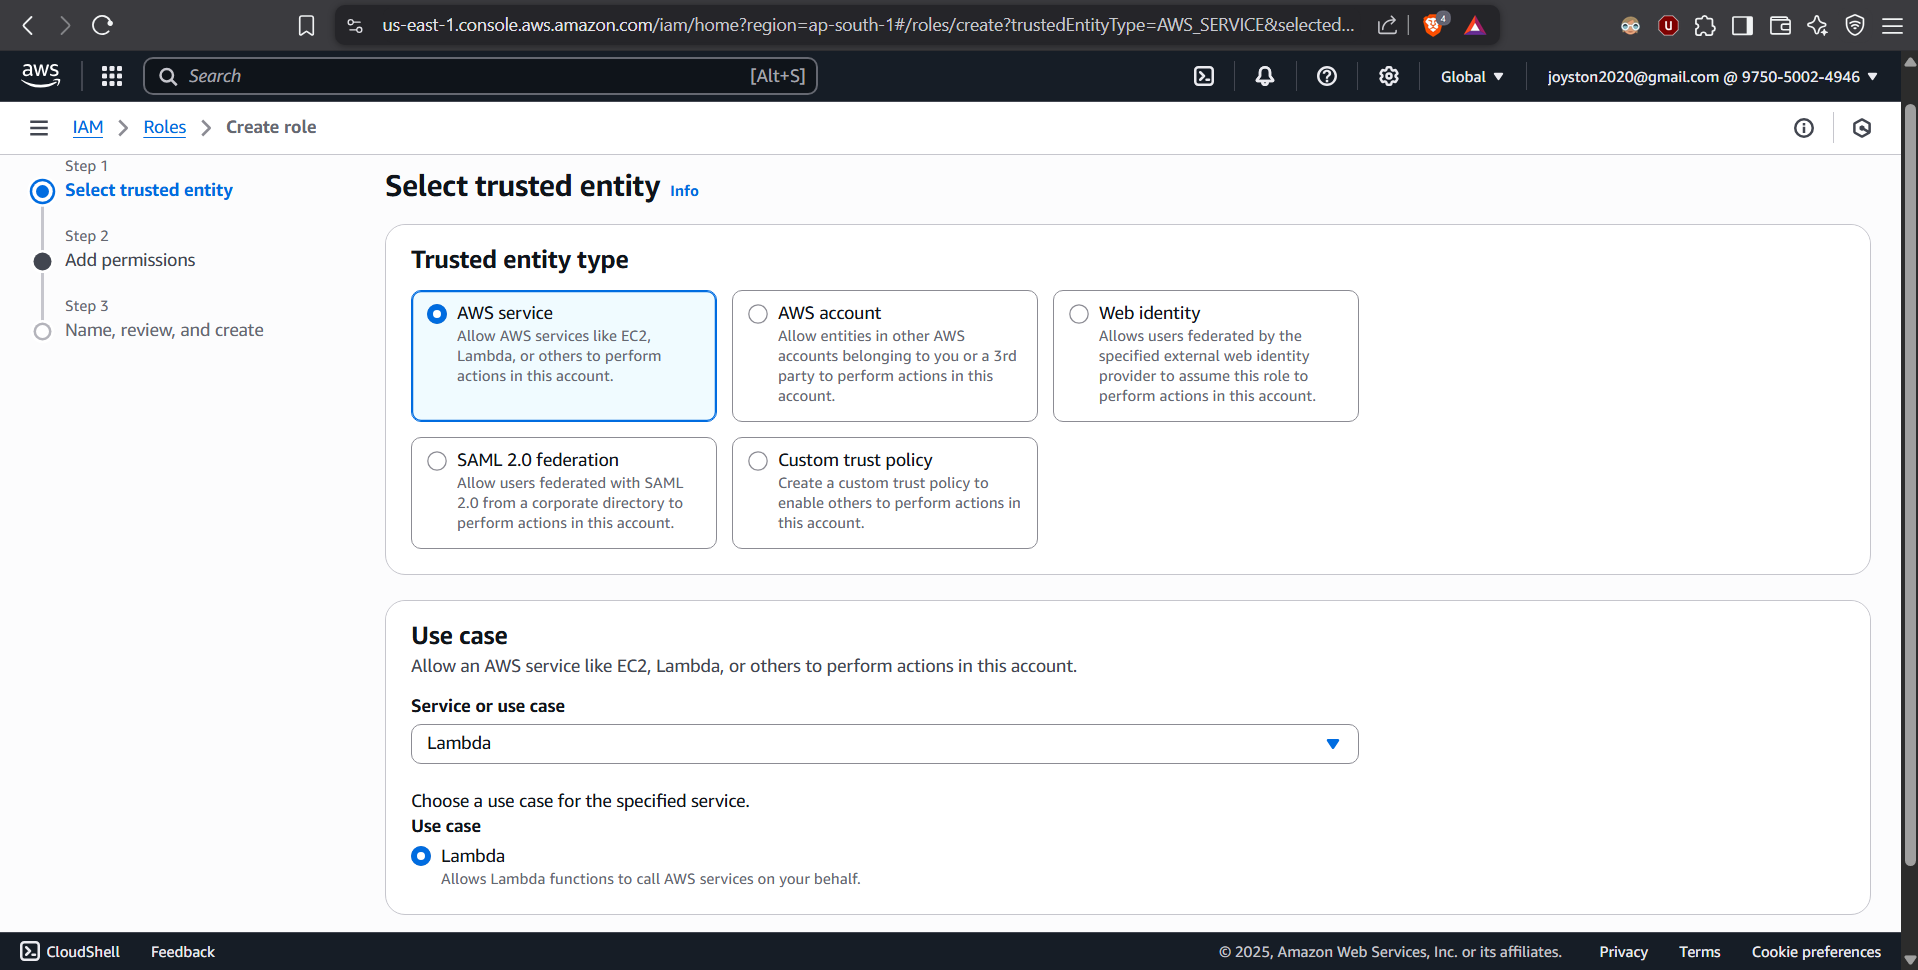 us-east-1.console.aws.amazon.com/iam/home?region=ap-south-1#/roles/create?trustedEntityType=AWS_SERVICE&selected...
4
U
aws
Search
[Alt+S]
Global
joyston2020@gmail.com @ 9750-5002-4946
IAM
Roles
Create role
Step 1
Select trusted entity
Step 2
Add permissions
Step 3
Name, review, and create
Select trusted entity Info
Trusted entity type
AWS service
Allow AWS services like EC2,
Lambda, or others to perform
actions in this account.
AWS account
Allow entities in other AWS
accounts belonging to you or a 3rd
party to perform actions in this
account.
Web identity
Allows users federated by the
specified external web identity
provider to assume this role to
perform actions in this account.
SAML 2.0 federation
Allow users federated with SAML
2.0 from a corporate directory to
perform actions in this account.
Custom trust policy
Create a custom trust policy to
enable others to perform actions in
this account.
Use case
Allow an AWS service like EC2, Lambda, or others to perform actions in this account.
Service or use case
Lambda
Choose a use case for the specified service.
Use case
Lambda
Allows Lambda functions to call AWS services on your behalf.
CloudShell
Feedback
© 2025, Amazon Web Services, Inc. or its affiliates.
Privacy
Terms
Cookie preferences